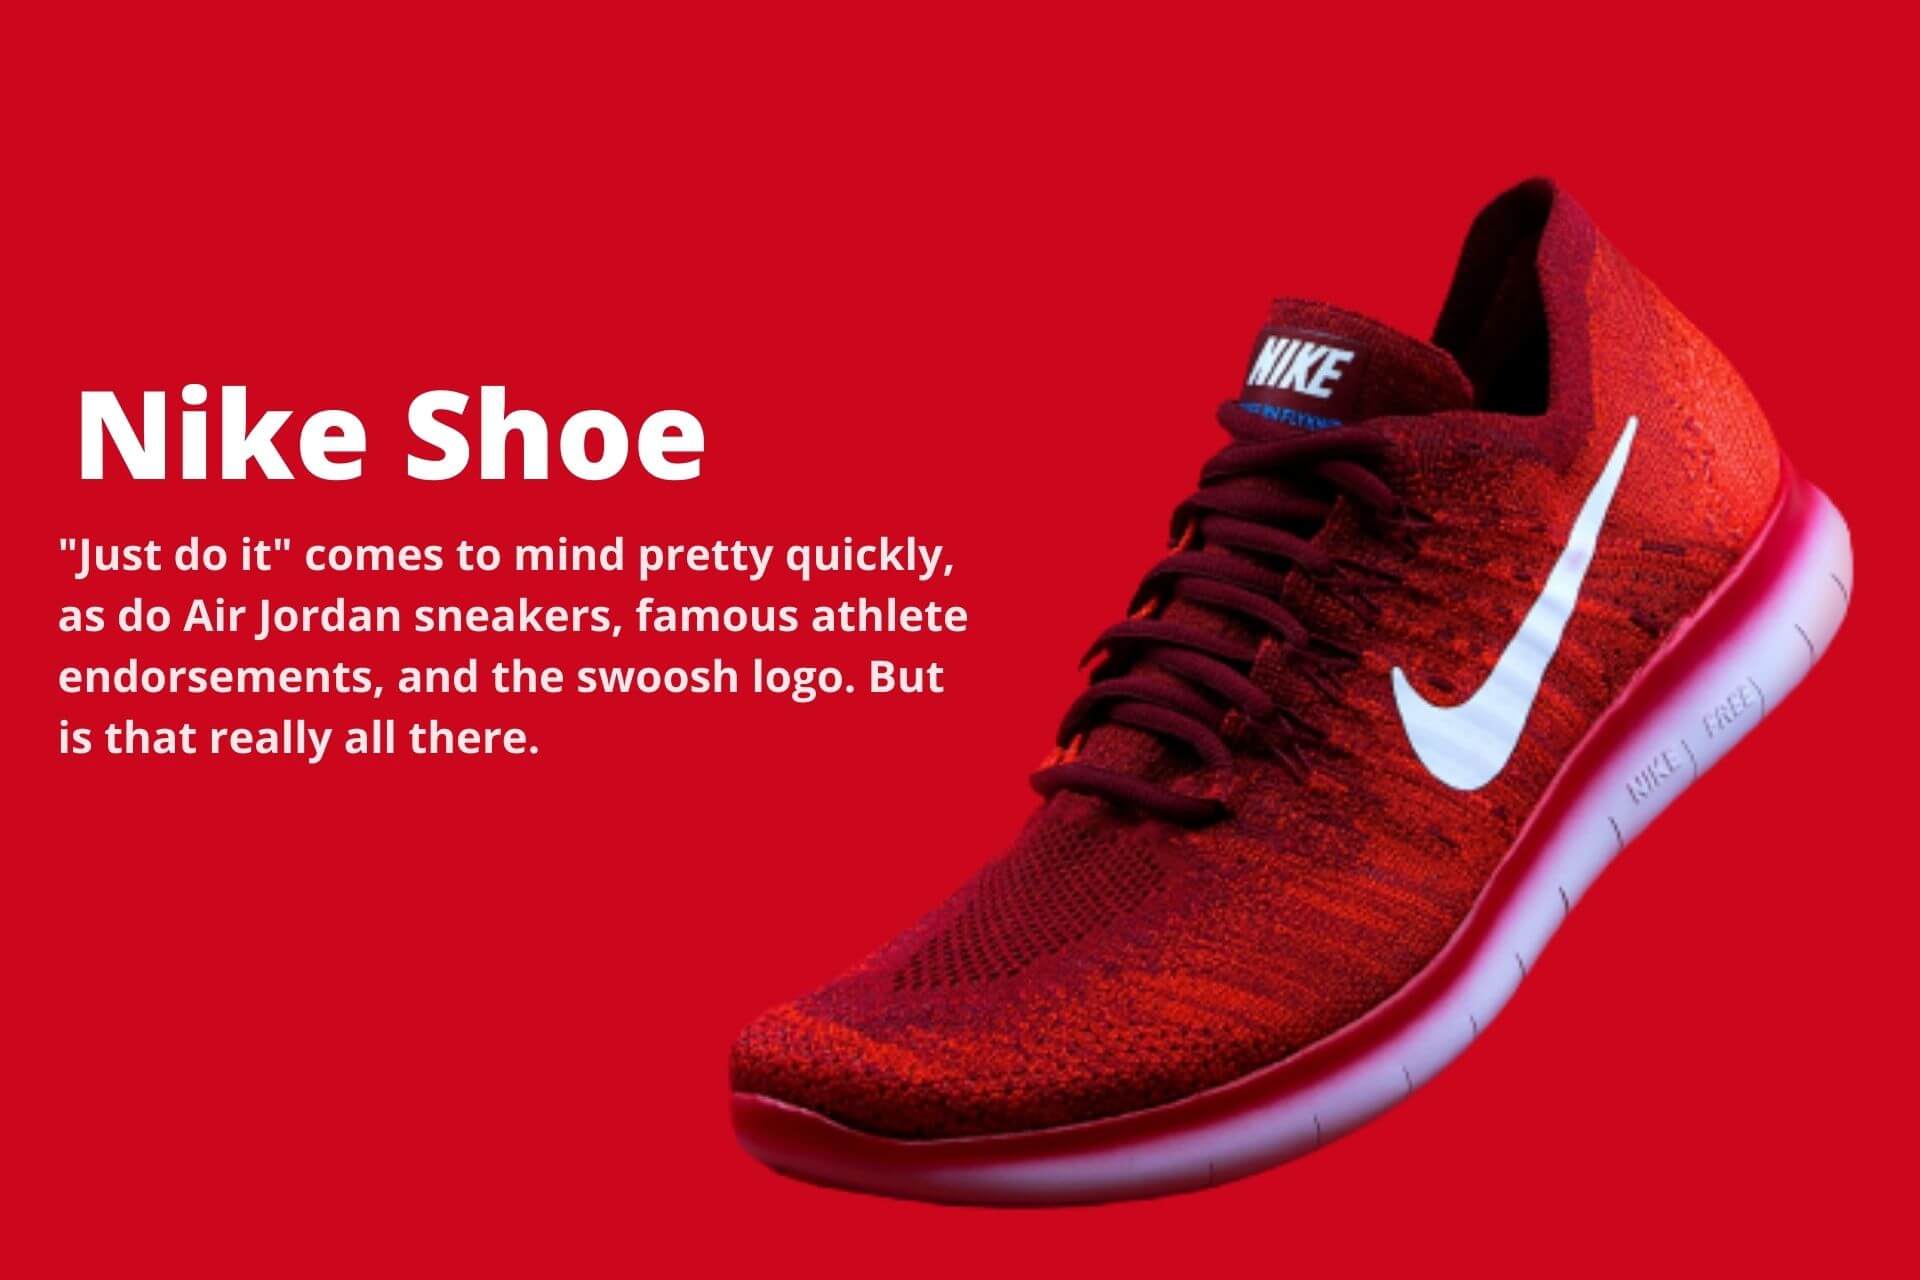 Nike Shoe
"Just do it" comes to mind pretty quickly,
as do Air Jordan sneakers, famous athlete
endorsements, and the swoosh logo. But
is that really all there.
NIKE
FLYKNIT
NIKE FREE